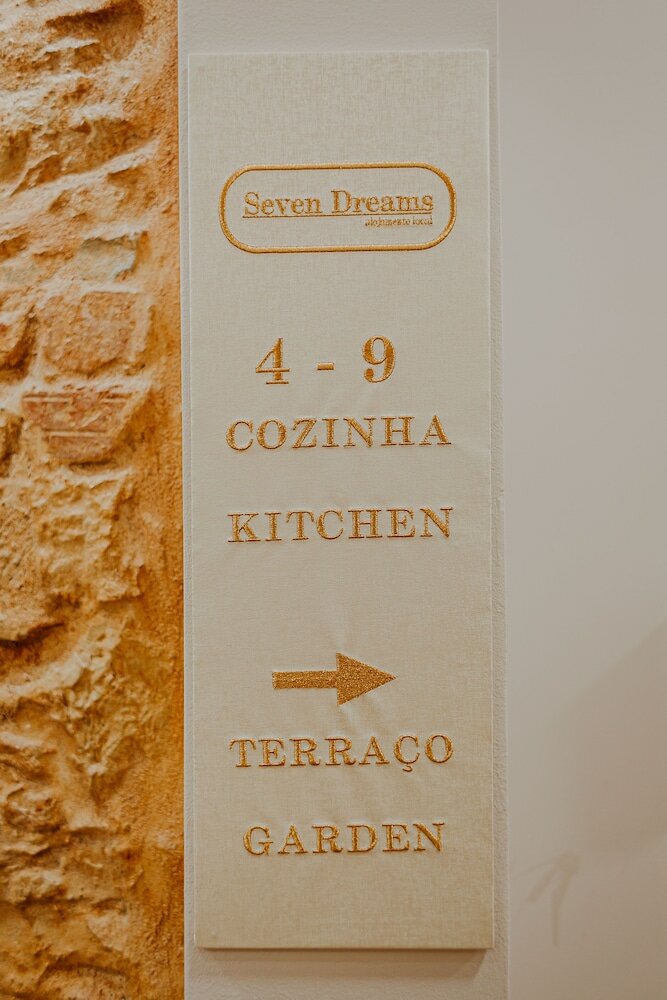 Seven Dreams
alojamento local
4 - 9
COZINHA
KITCHEN
TERRAÇO
GARDEN